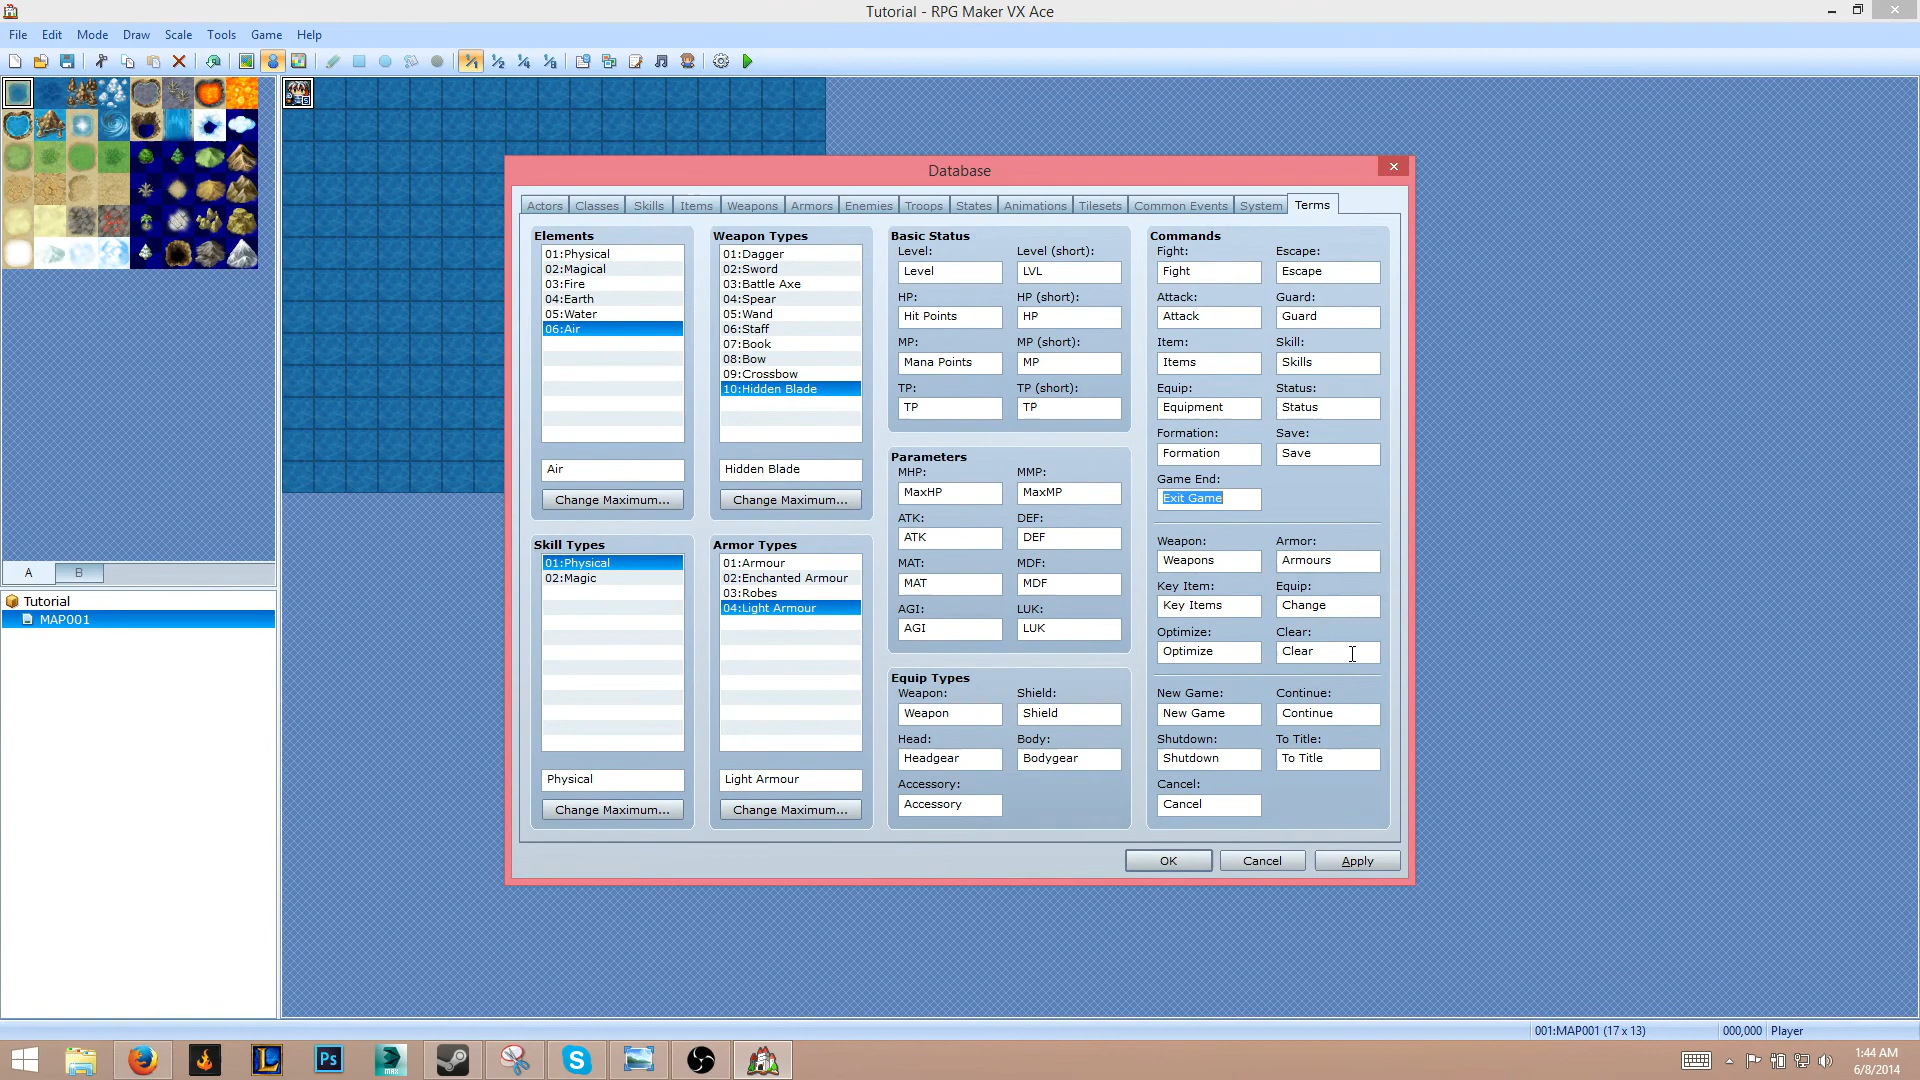 Tutorial - RPG Maker VX Ace
File Edit Mode Draw Scale Tools Game Help
Database
Actors Classes Skills Items Weapons Armors Enemies Troops States Animations Tilesets Common Events System Terms
Elements
01:Physical
02:Magical
03:Fire
04:Earth
05:Water
06:Air
Air
Change Maximum...
Weapon Types
01:Dagger
02:Sword
03:Battle Axe
04:Spear
05:Wand
06:Staff
07:Book
08:Bow
09:Crossbow
10:Hidden Blade
Hidden Blade
Change Maximum...
Skill Types
01:Physical
02:Magic
Physical
Change Maximum...
Armor Types
01:Armour
02:Enchanted Armour
03:Robes
04:Light Armour
Light Armour
Change Maximum...
Basic Status
Level: Level (short):
Level LVL
HP: HP (short):
Hit Points HP
MP: MP (short):
Mana Points MP
TP: TP (short):
TP TP
Parameters
MHP: MMP:
MaxHP MaxMP
ATK: DEF:
ATK DEF
MAT: MDF:
MAT MDF
AGI: LUK:
AGI LUK
Equip Types
Weapon: Shield:
Weapon Shield
Head: Body:
Headgear Bodygear
Accessory:
Accessory
Commands
Fight: Escape:
Fight Escape
Attack: Guard:
Attack Guard
Item: Skill:
Items Skills
Equip: Status:
Equipment Status
Formation: Save:
Formation Save
Game End:
Exit Game
Weapon: Armor:
Weapons Armours
Key Item: Equip:
Key Items Change
Optimize: Clear:
Optimize Clear
New Game: Continue:
New Game Continue
Shutdown: To Title:
Shutdown To Title
Cancel:
Cancel
OK Cancel Apply
A B
Tutorial
MAP001
001:MAP001 (17 x 13) 000,000 Player
1:44 AM
6/8/2014